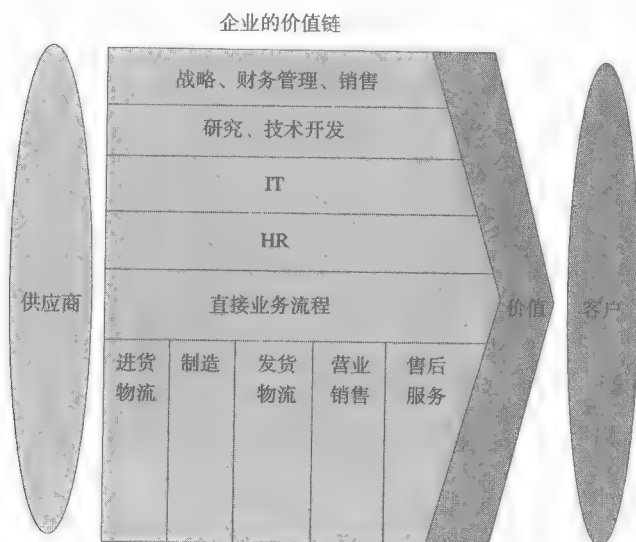 企业的价值链
战略、财务管理、销售
研究、技术开发
IT
HR
供应商
直接业务流程
价值
客户
进货
物流
制造
发货
物流
营业
销售
售后
服务